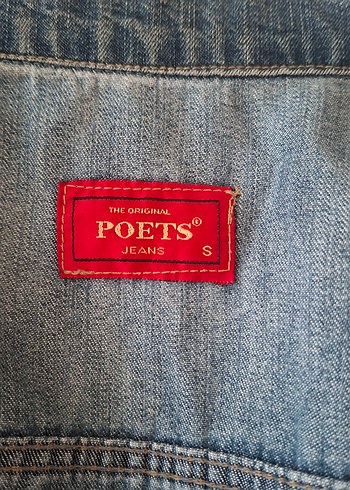 THE ORIGINAL
POETS®
JEANS S